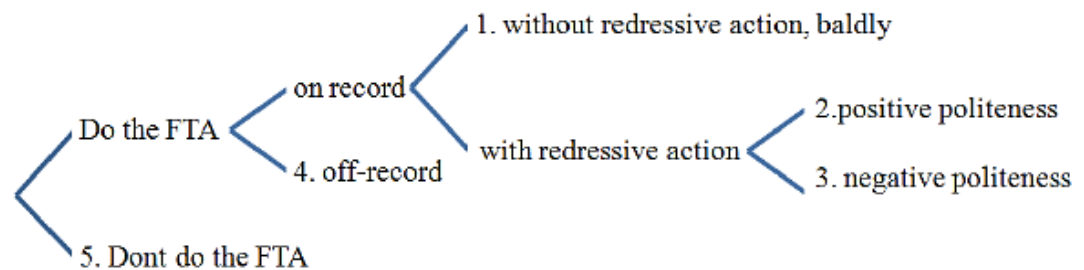 1. without redressive action, baldly
on record
2.positive politeness
Do the FTA
with redressive action
4. off-record
3. negative politeness
5. Dont do the FTA